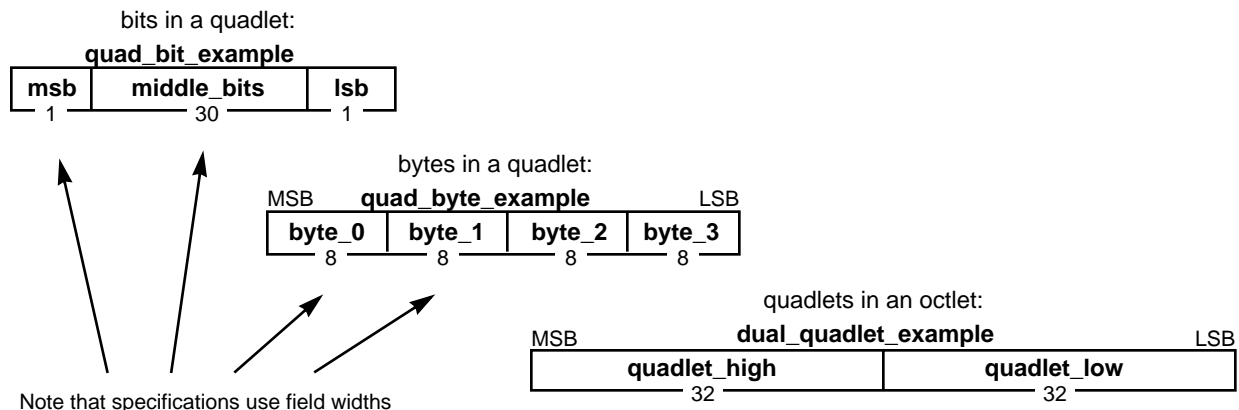 bits in a quadlet:
quad_bit_example
msb middle_bits lsb
1 30 1
bytes in a quadlet:
MSB quad_byte_example LSB
byte_0 byte_1 byte_2 byte_3
8 8 8 8
quadlets in an octlet:
MSB dual_quadlet_example LSB
quadlet_high quadlet_low
32 32
Note that specifications use field widths